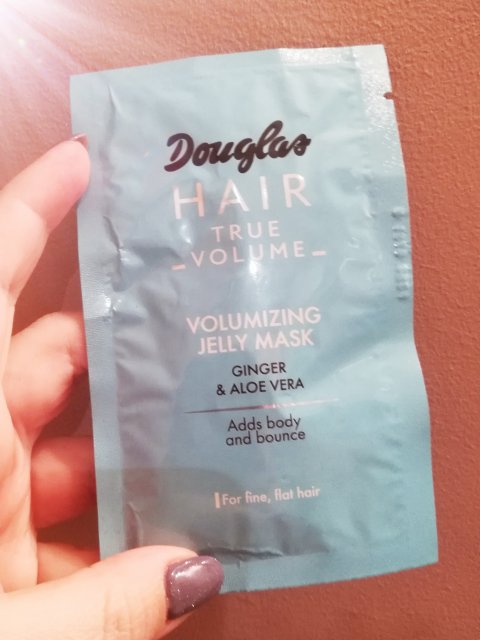 Douglas
HAIR
TRUE
VOLUME
VOLUMIZING
JELLY MASK
GINGER
& ALOE VERA
Adds body
and bounce
For fine, flat hair